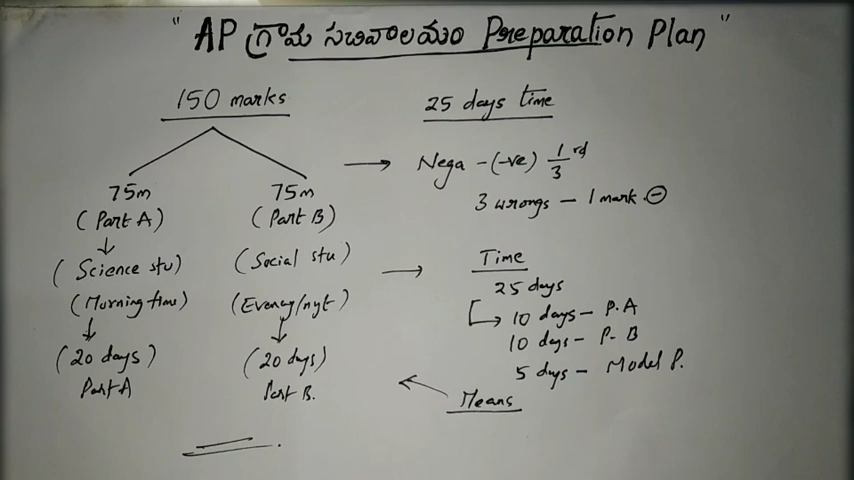 " AP గ్రామ సచివాలయం Preparation Plan "
150 marks
75m
(Part A)
(Science stu)
(Morning time)
(20 days)
Part A
75m
(Part B)
(Social stu)
(Evening/nyt)
(20 days)
Part B.
25 days time
Nega - (-ve) 1/3 rd
3 wrongs - 1 mark. ⊖
Time
25 days
10 days - P.A
10 days - P-B
5 days - Model P.
Means